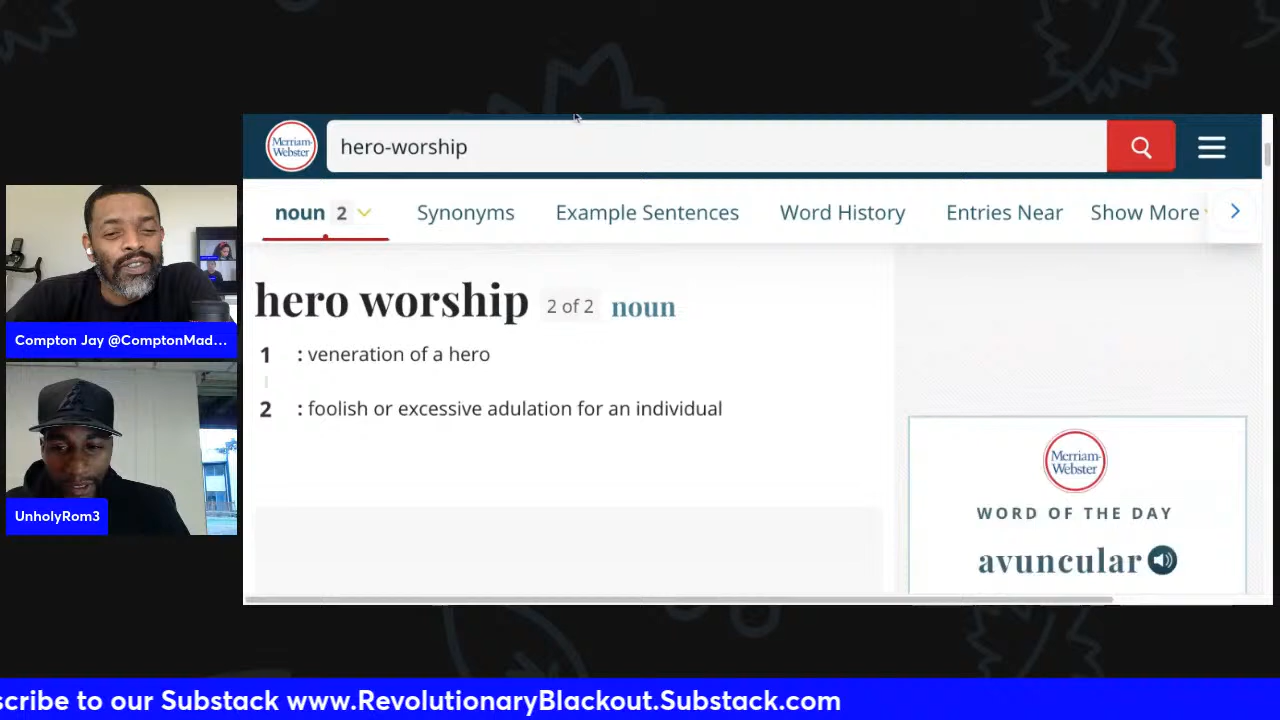 Merriam-
Webster
hero-worship
noun 2
Synonyms
Example Sentences
Word History
Entries Near
Show More
hero worship 2 of 2 noun
1 : veneration of a hero
2 : foolish or excessive adulation for an individual
Merriam-
Webster
WORD OF THE DAY
avuncular
Compton Jay @ComptonMad...
UnholyRom3
scribe to our Substack www.RevolutionaryBlackout.Substack.com